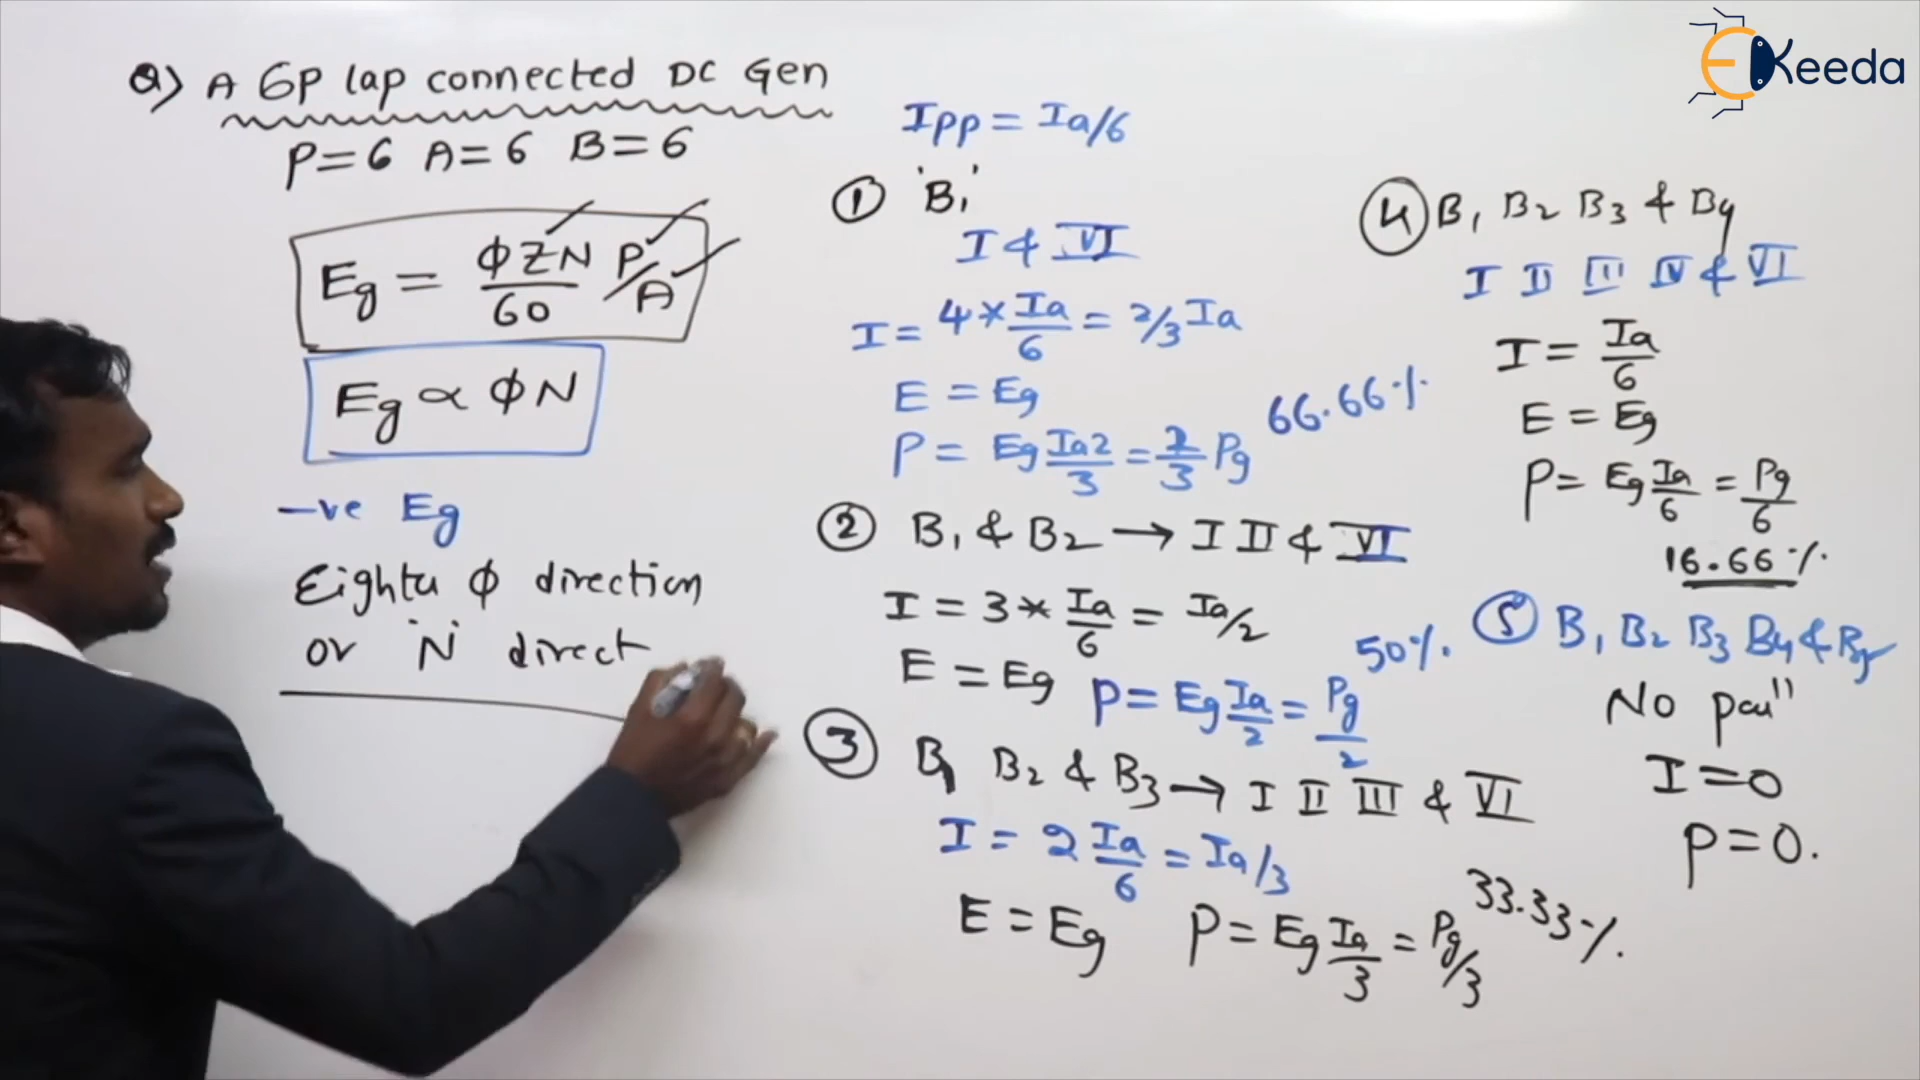 Q) A 6P lap connected DC Gen
P=6 A=6 B=6
Eg = ΦZN/60 P/A
Eg ∝ ΦN
-ve Eg
Eighter Φ direction
or 'N' direct
Ipp = Ia/6
① 'B1'
I & VI
I = 4*Ia/6 = 2/3 Ia
E = Eg
P = Eg Ia2/3 = 2/3 Pg 66.66%
② B1 & B2 → I II & VI
I = 3*Ia/6 = Ia/2
E = Eg P = Eg Ia/2 = Pg/2 50%
③ B1 B2 & B3 → I II III & VI
I = 2 Ia/6 = Ia/3
E = Eg P = Eg Ia/3 = Pg/3 33.33%.
④ B1 B2 B3 & B4
I II III IV & VI
I = Ia/6
E = Eg
P = Eg Ia/6 = Pg/6
16.66%
⑤ B1 B2 B3 B4 & B5
No pall
I=0
P=0.
EKeeda